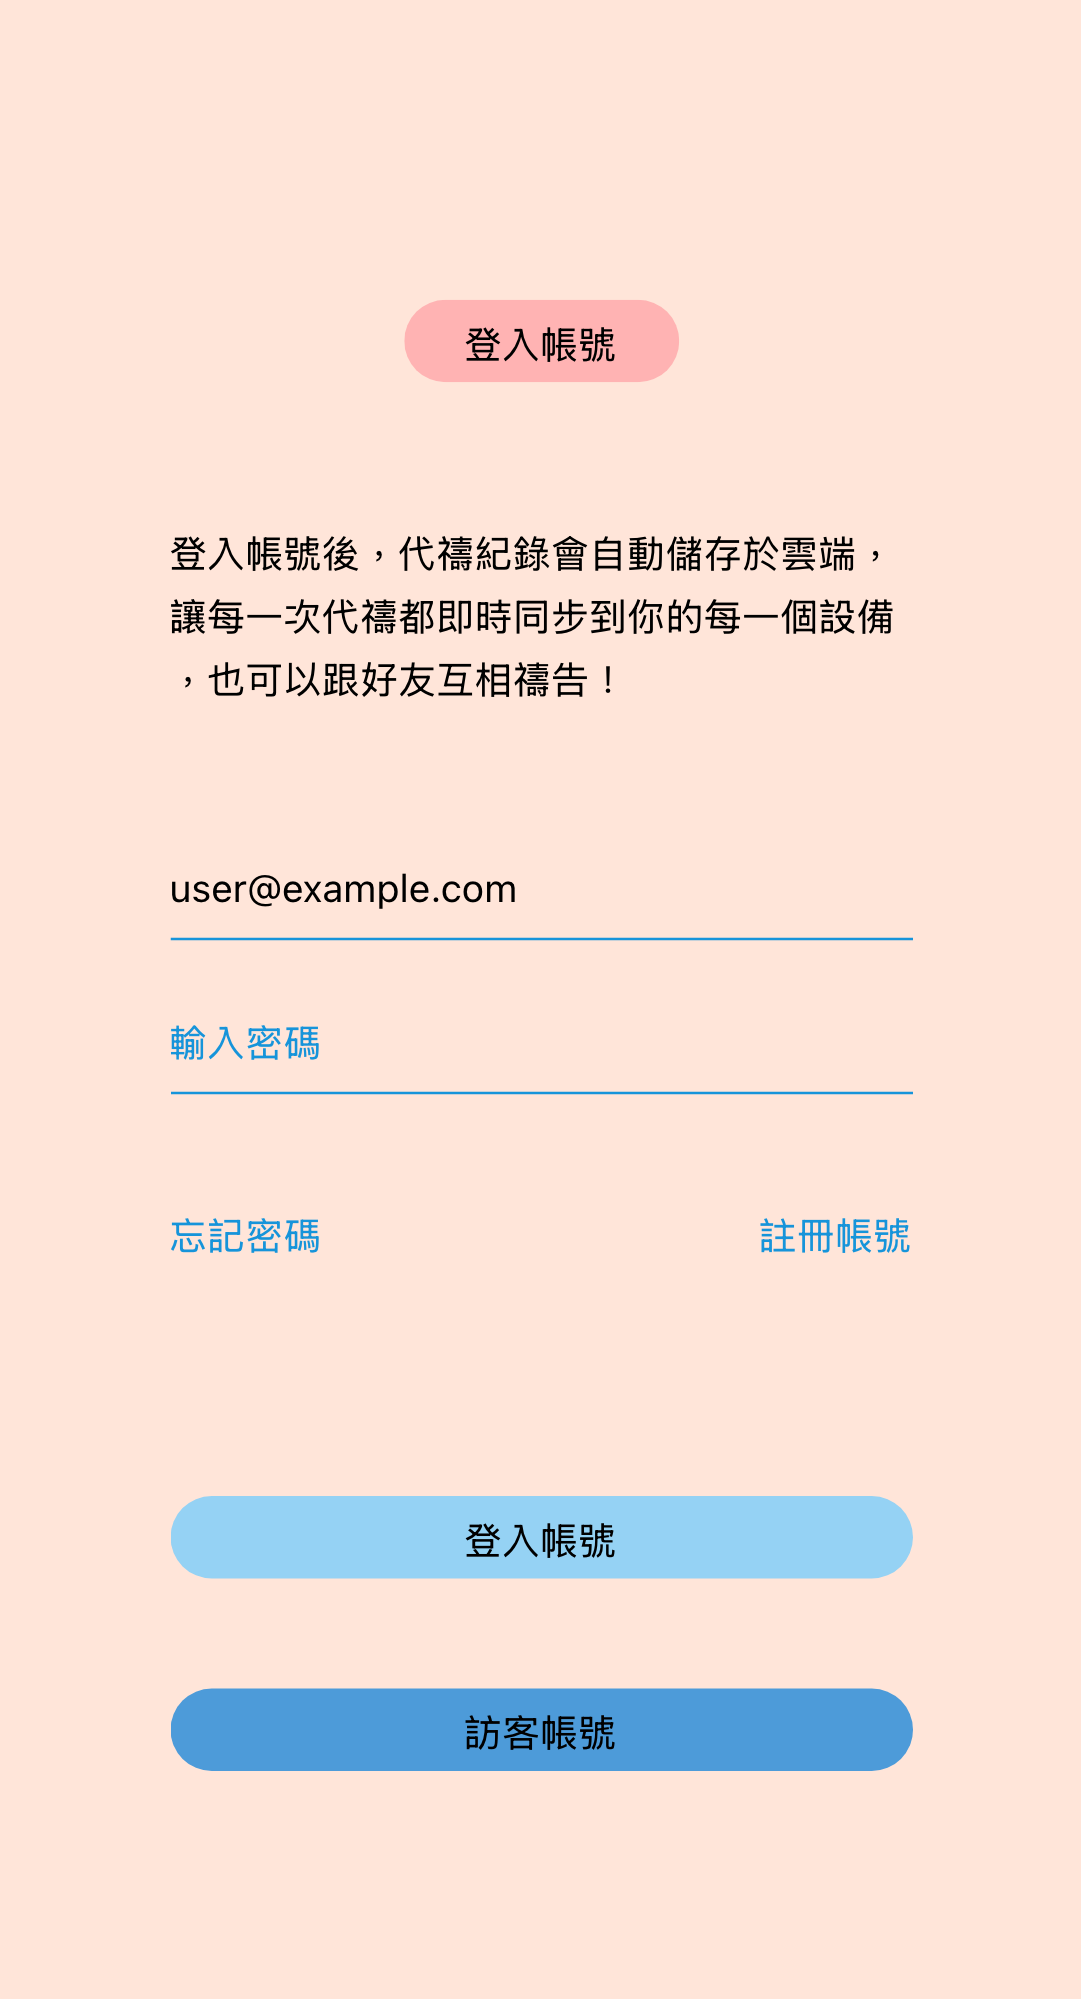 登入帳號
登入帳號後，代禱紀錄會自動儲存於雲端，
讓每一次代禱都即時同步到你的每一個設備
，也可以跟好友互相禱告！
user@example.com
輸入密碼
忘記密碼 註冊帳號
登入帳號
訪客帳號